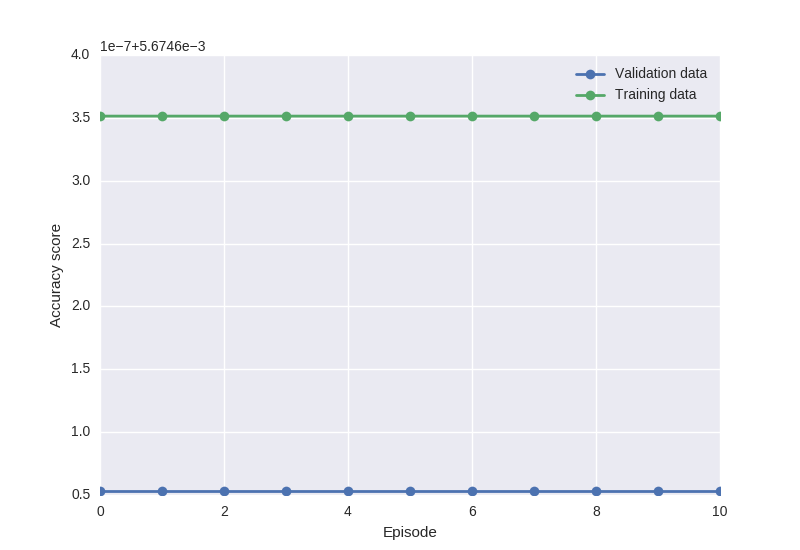 1e−7+5.6746e−3
4.0
3.5
3.0
2.5
2.0
1.5
1.0
0.5
Accuracy score
Validation data
Training data
0 2 4 6 8 10
Episode